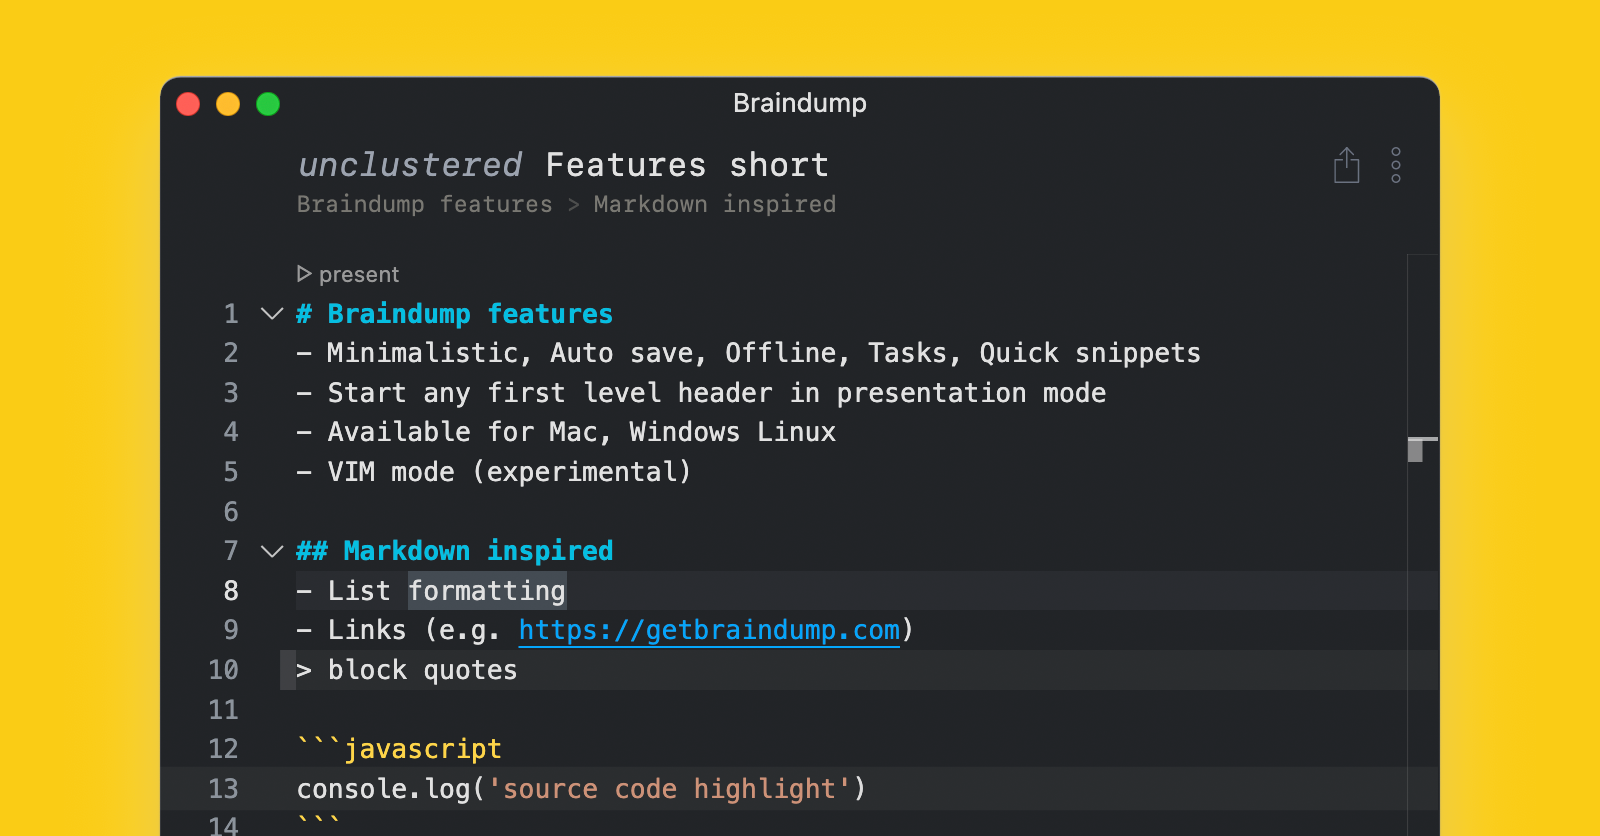 Braindump
unclustered Features short
Braindump features > Markdown inspired
present
1 # Braindump features
2 – Minimalistic, Auto save, Offline, Tasks, Quick snippets
3 – Start any first level header in presentation mode
4 – Available for Mac, Windows Linux
5 – VIM mode (experimental)
6
7 ## Markdown inspired
8 – List formatting
9 – Links (e.g. https://getbraindump.com)
10 > block quotes
11
12 ```javascript
13 console.log('source code highlight')
14 ```